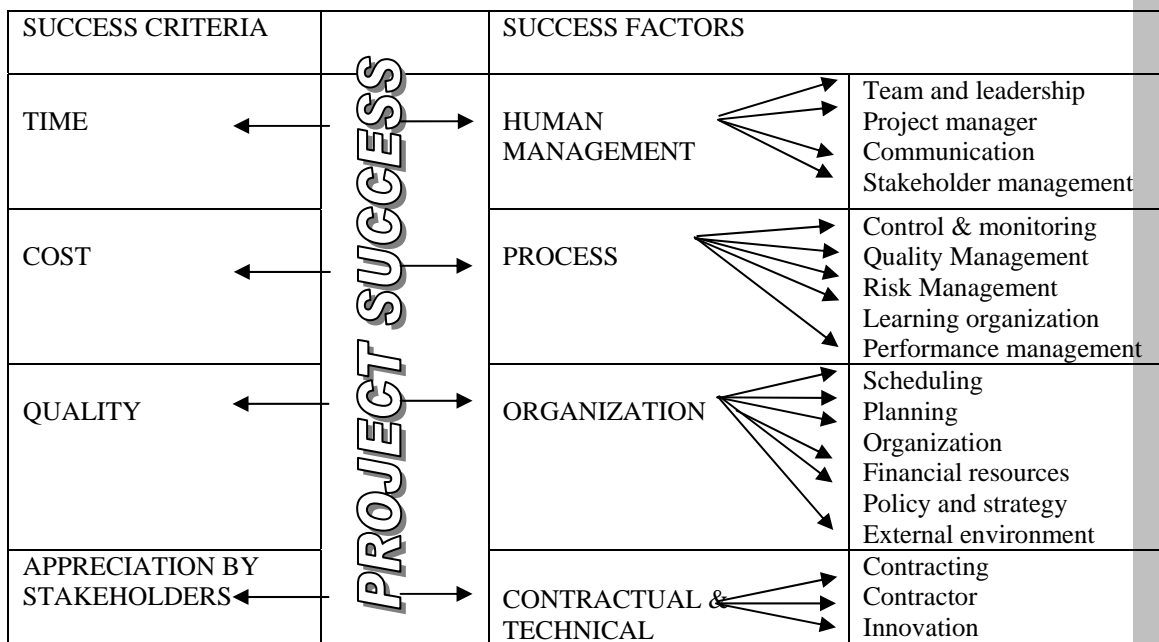 SUCCESS CRITERIA
SUCCESS FACTORS
PROJECT SUCCESS
TIME
HUMAN
MANAGEMENT
Team and leadership
Project manager
Communication
Stakeholder management
COST
PROCESS
Control & monitoring
Quality Management
Risk Management
Learning organization
Performance management
QUALITY
ORGANIZATION
Scheduling
Planning
Organization
Financial resources
Policy and strategy
External environment
APPRECIATION BY
STAKEHOLDERS
CONTRACTUAL &
TECHNICAL
Contracting
Contractor
Innovation